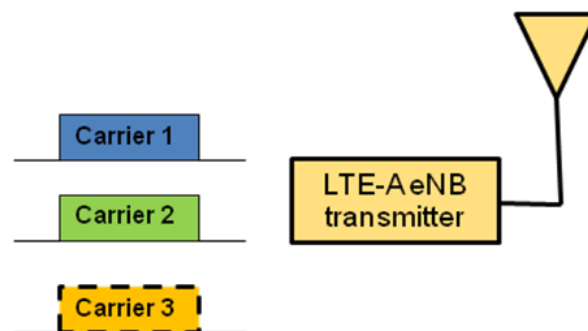 Carrier 1
Carrier 2
Carrier 3
LTE-AeNB
transmitter